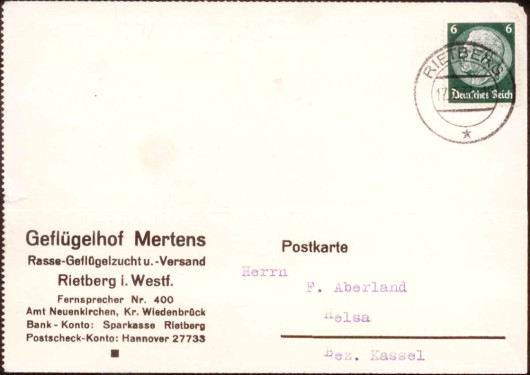 6 6
RIETBERG
17.
Deutsches Reich
Geflügelhof Mertens
Rasse-Geflügelzucht u. -Versand
Rietberg i. Westf.
Fernsprecher Nr. 400
Amt Neuenkirchen, Kr. Wiedenbrück
Bank-Konto: Sparkasse Rietberg
Postscheck-Konto: Hannover 27733
Postkarte
Herrn
F. Aberland
Helsa
Bez. Kassel